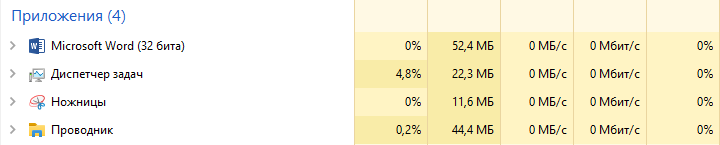 Приложения (4)
Microsoft Word (32 бита) 0% 52,4 МБ 0 МБ/с 0 Мбит/с 0%
Диспетчер задач 4,8% 22,3 МБ 0 МБ/с 0 Мбит/с 0%
Ножницы 0% 11,6 МБ 0 МБ/с 0 Мбит/с 0%
Проводник 0,2% 44,4 МБ 0 МБ/с 0 Мбит/с 0%